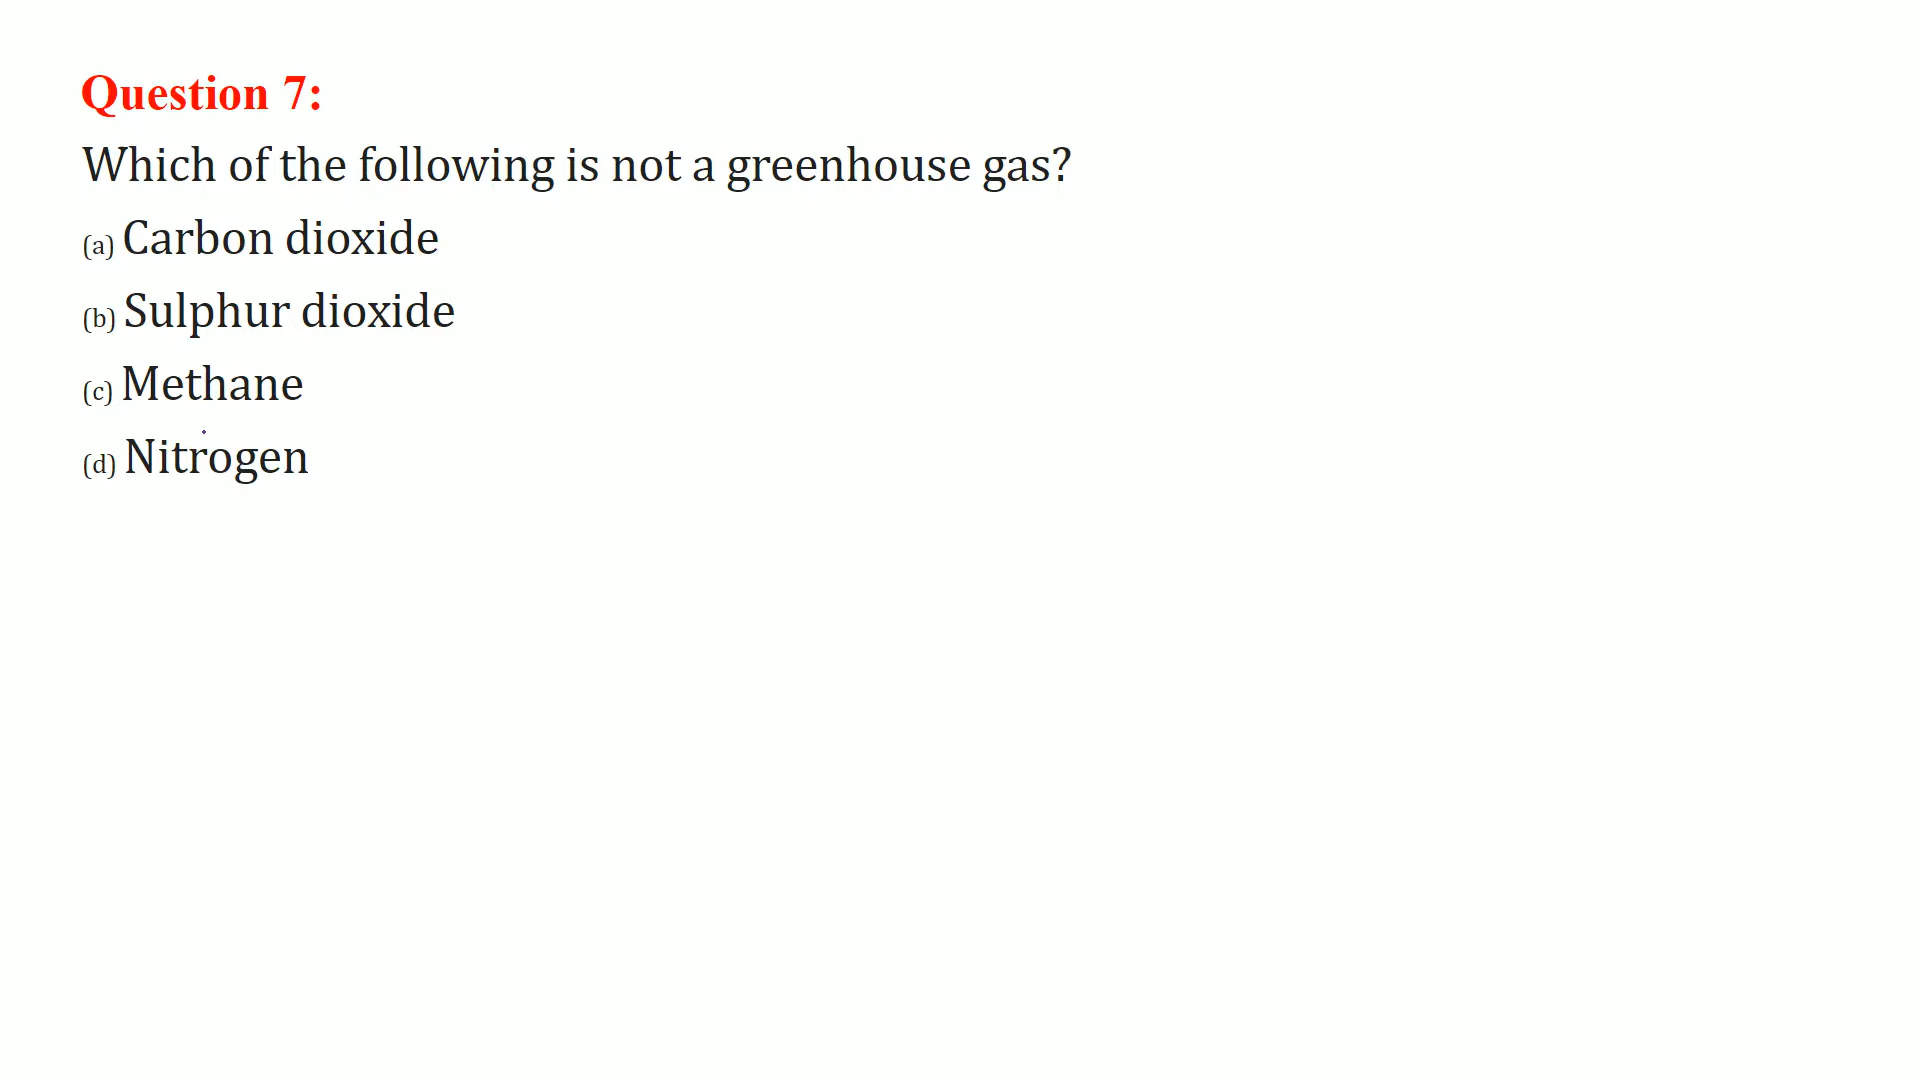 Question 7:
Which of the following is not a greenhouse gas?
(a) Carbon dioxide
(b) Sulphur dioxide
(c) Methane
(d) Nitrogen